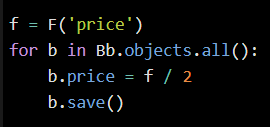 f = F('price')
for b in Bb.objects.all():
    b.price = f / 2
    b.save()